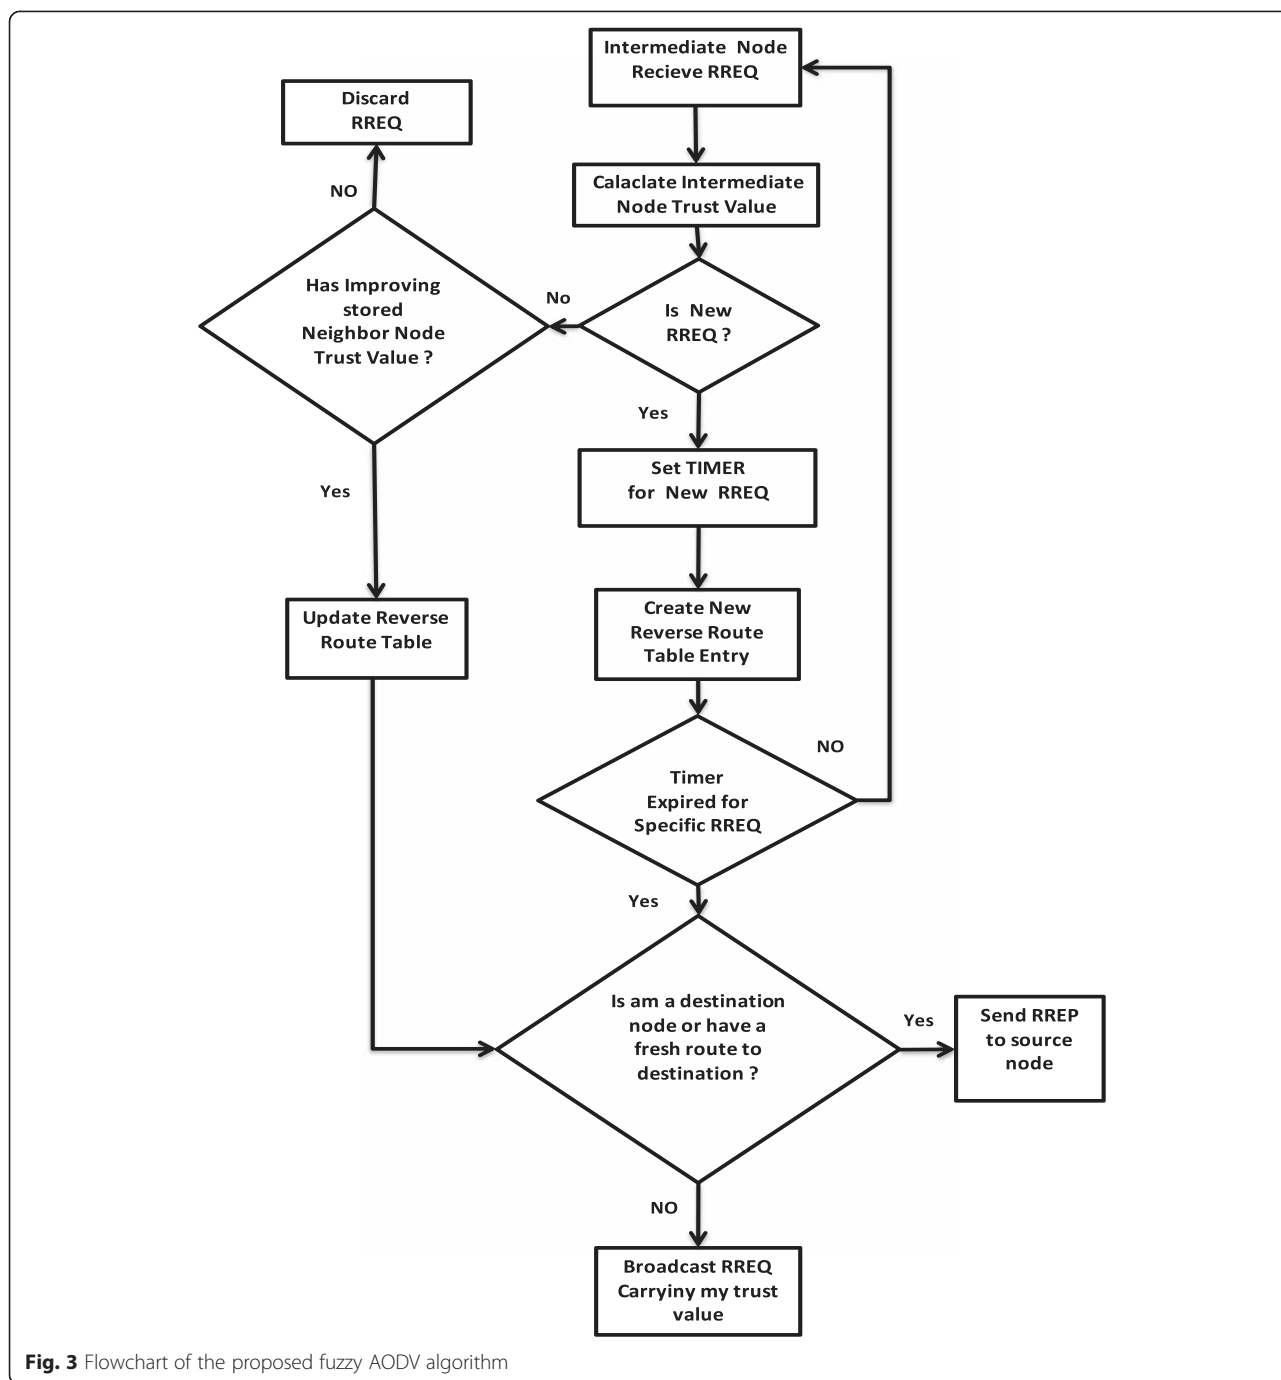 Intermediate Node
Recieve RREQ
Discard
RREQ
NO
Calaclate Intermediate
Node Trust Value
Has Improving
stored
Neighbor Node
Trust Value ?
No
Is New
RREQ ?
Yes
Set TIMER
for New RREQ
Yes
Create New
Reverse Route
Table Entry
Update Reverse
Route Table
NO
Timer
Expired for
Specific RREQ
Yes
Is am a destination
node or have a
fresh route to
destination ?
Yes
Send RREP
to source
node
NO
Broadcast RREQ
Carryiny my trust
value
Fig. 3 Flowchart of the proposed fuzzy AODV algorithm